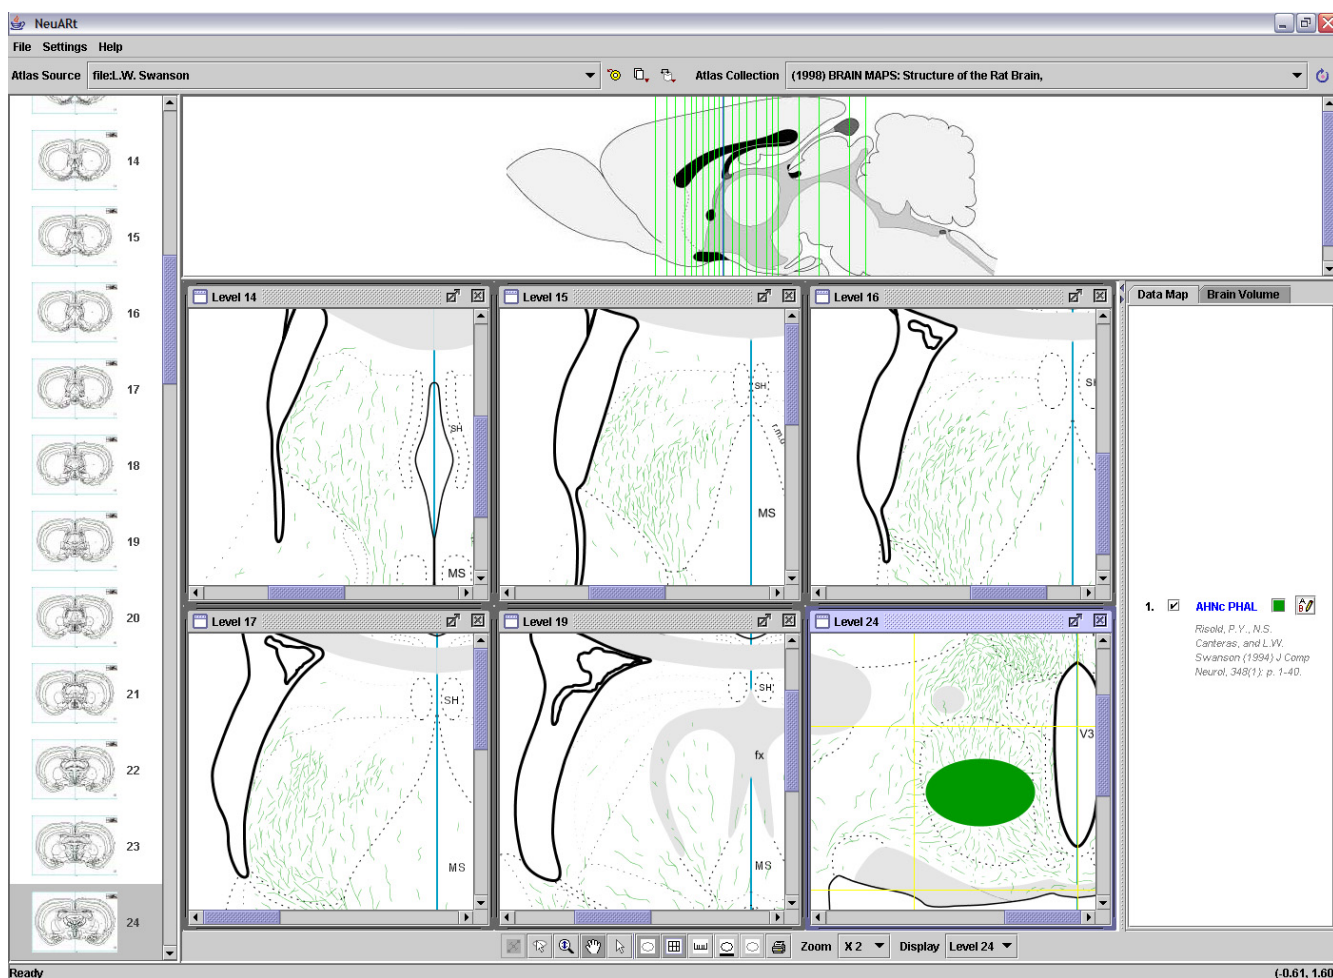 NeuARt
File Settings Help
Atlas Source file:L.W. Swanson Atlas Collection (1998) BRAIN MAPS: Structure of the Rat Brain,
14
15
16
17
18
19
20
21
22
23
24
Level 14
SH
MS
Level 15
SH
r.m.u
MS
Level 16
SH
Level 17
SH
MS
Level 19
SH
fx
MS
Level 24
V3
Data Map Brain Volume
1. AHNc PHAL
Risold, P.Y., N.S.
Canteras, and L.W.
Swanson (1994) J Comp
Neurol, 348(1): p. 1-40.
Zoom X 2 Display Level 24
Ready (-0.61, 1.60